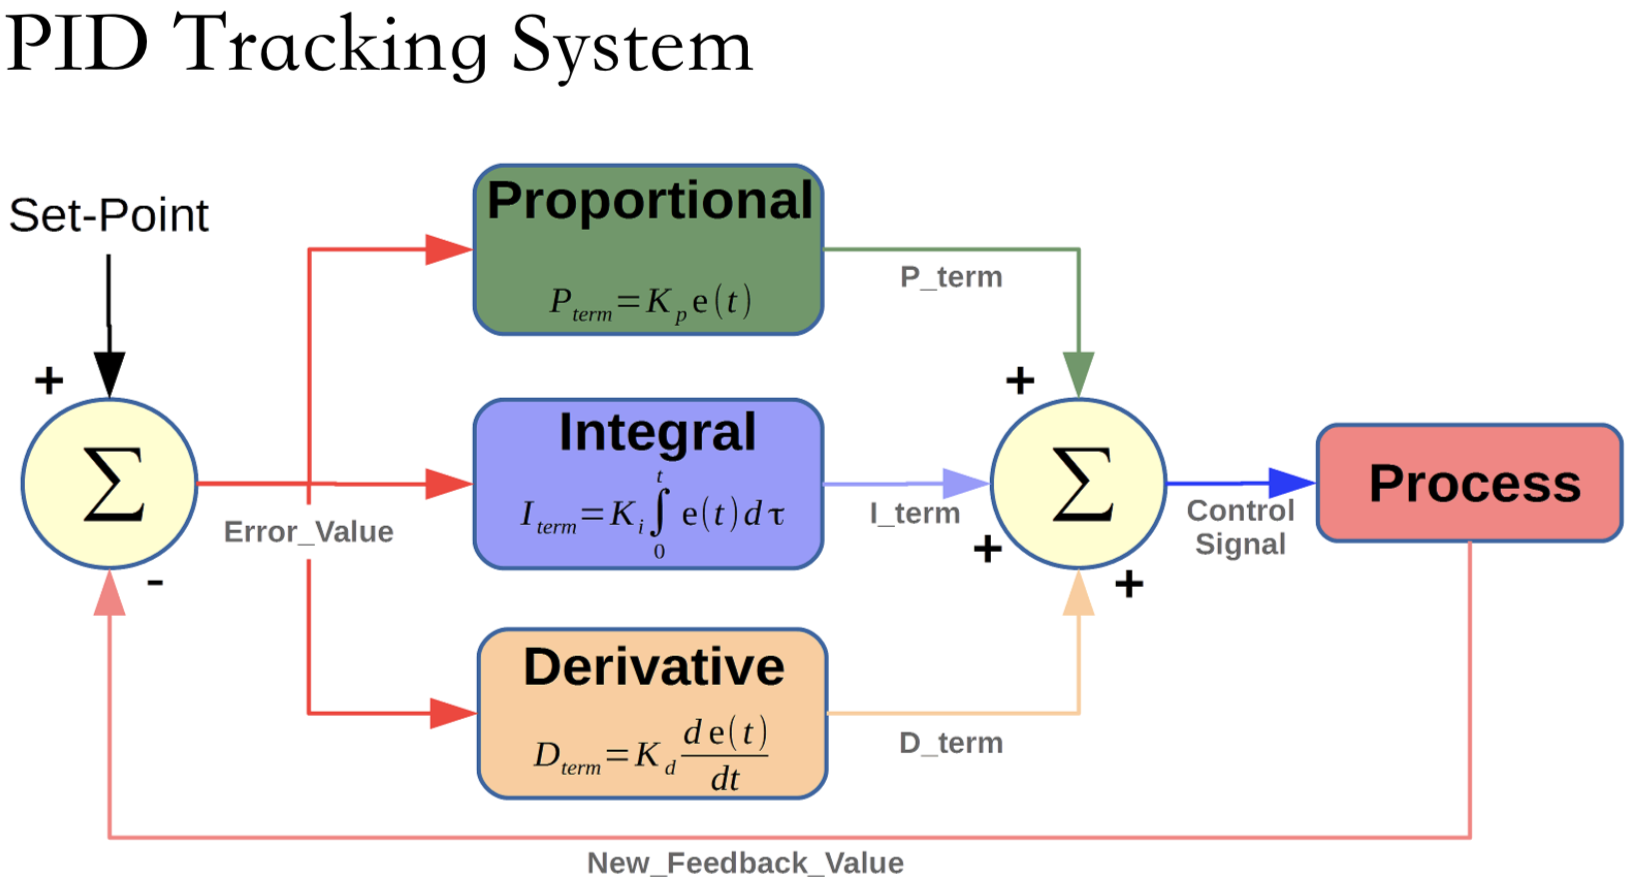 PID Tracking System
Set-Point
+
Σ
-
Error_Value
Proportional
P_term = K_p e(t)
Integral
I_term = K_i ∫_0^t e(t) dτ
Derivative
D_term = K_d d e(t)/dt
P_term
I_term
D_term
+
+
+
Σ
Control
Signal
Process
New_Feedback_Value